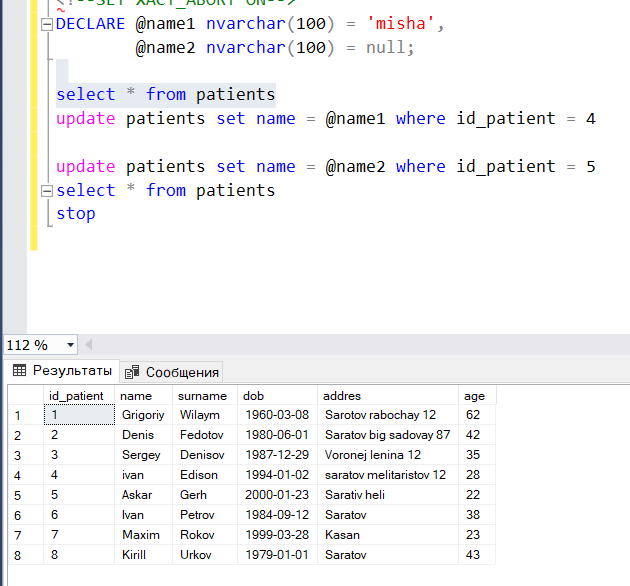 <!--SET XACT_ABORT ON-->
DECLARE @name1 nvarchar(100) = 'misha',
@name2 nvarchar(100) = null;
select * from patients
update patients set name = @name1 where id_patient = 4
update patients set name = @name2 where id_patient = 5
select * from patients
stop
112 %
Результаты Сообщения
id_patient name surname dob addres age
1 1 Grigoriy Wilaym 1960-03-08 Sarotov rabochay 12 62
2 2 Denis Fedotov 1980-06-01 Saratov big sadovay 87 42
3 3 Sergey Denisov 1987-12-29 Voronej lenina 12 35
4 4 ivan Edison 1994-01-02 saratov melitaristov 12 28
5 5 Askar Gerh 2000-01-23 Sarativ heli 22
6 6 Ivan Petrov 1984-09-12 Saratov 38
7 7 Maxim Rokov 1999-03-28 Kasan 23
8 8 Kirill Urkov 1979-01-01 Saratov 43